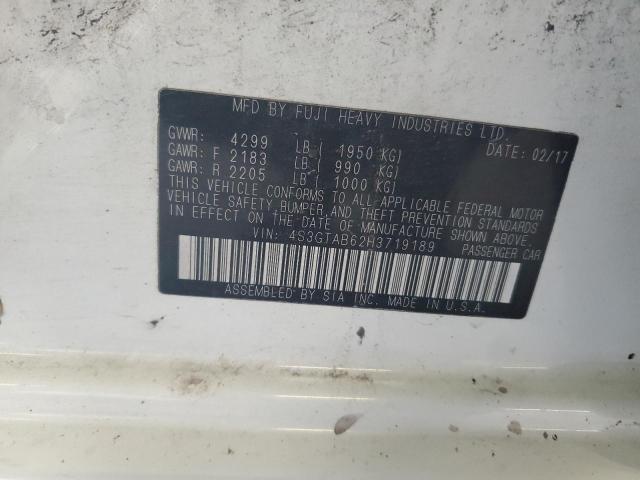 MFD BY FUJI HEAVY INDUSTRIES LTD.
GVWR: 4299 LB ( 1950 KG) DATE: 02/17
GAWR: F 2183 LB ( 990 KG)
GAWR: R 2205 LB ( 1000 KG)
THIS VEHICLE CONFORMS TO ALL APPLICABLE FEDERAL MOTOR
VEHICLE SAFETY, BUMPER, AND THEFT PREVENTION STANDARDS
IN EFFECT ON THE DATE OF MANUFACTURE SHOWN ABOVE.
VIN: 4S3GTAB62H3719189 PASSENGER CAR
ASSEMBLED BY SIA INC. MADE IN U.S.A.